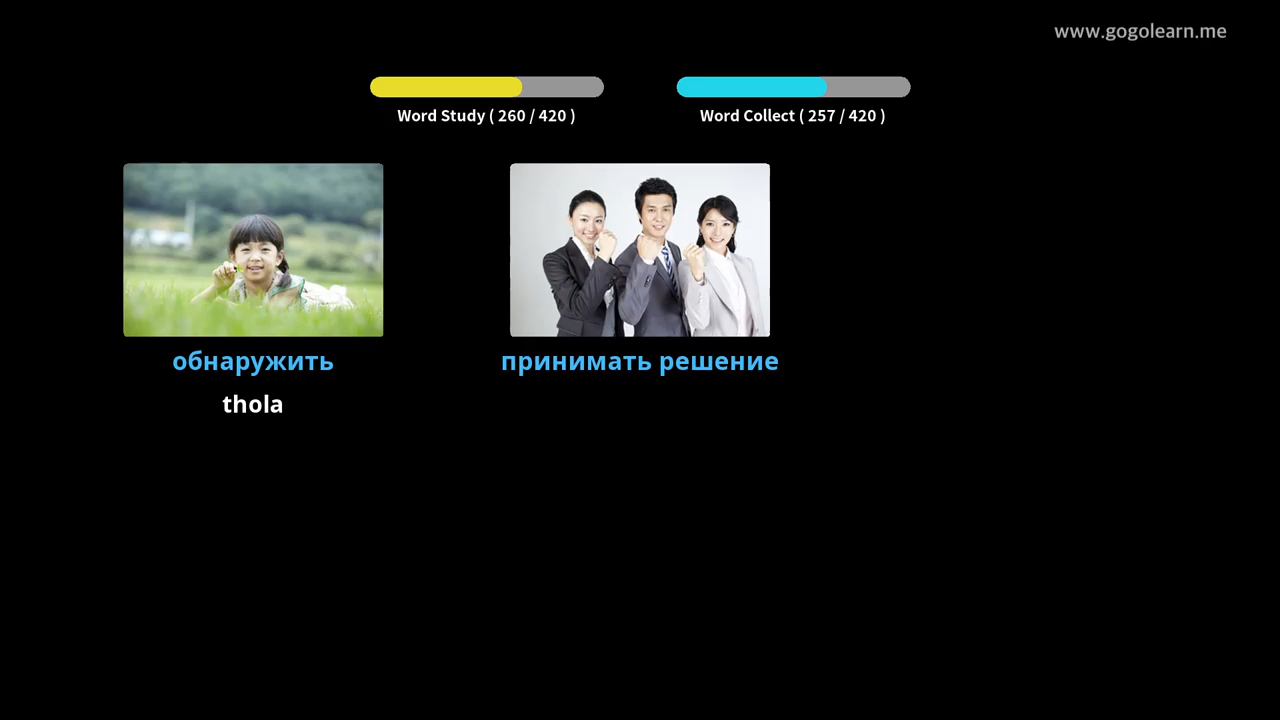 www.gogolearn.me
Word Study ( 260 / 420 )
Word Collect ( 257 / 420 )
обнаружить
принимать решение
thola